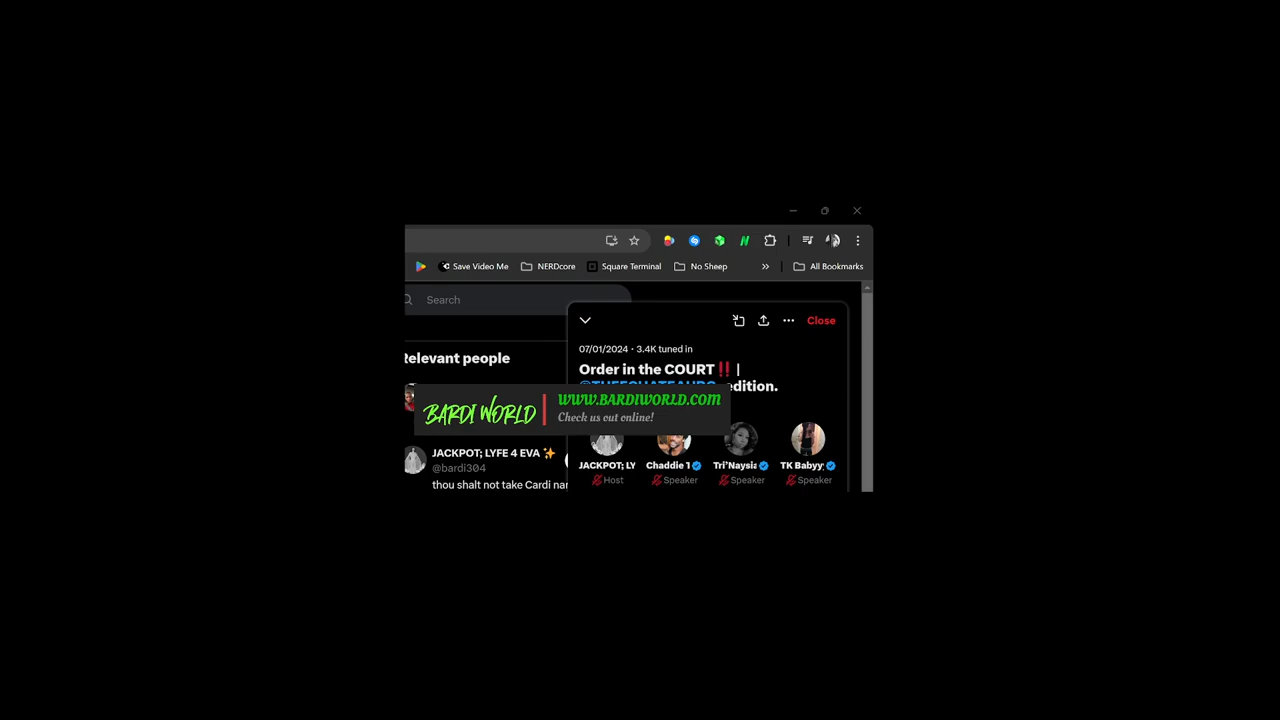 Save Video Me NERDcore Square Terminal No Sheep » All Bookmarks
Search
Close
07/01/2024 · 3.4K tuned in
Relevant people
Order in the COURT‼️ |
edition.
BARDI WORLD
WWW.BARDIWORLD.COM
Check us out online!
JACKPOT; LYFE 4 EVA ✨
@bardi304
thou shalt not take Cardi nar
JACKPOT; LY Chaddie 1 Tri'Naysia TK Babyy
Host Speaker Speaker Speaker